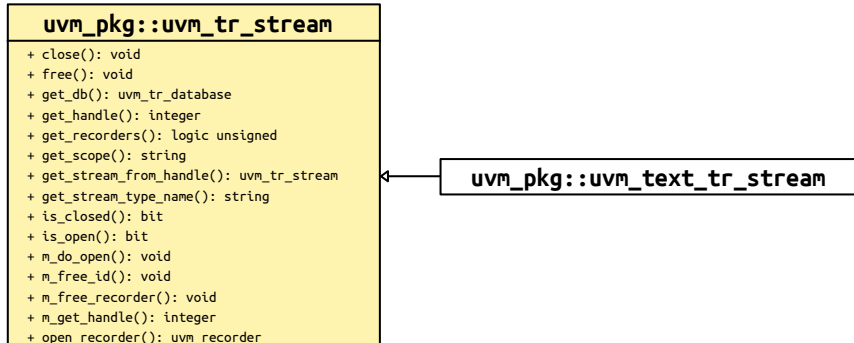 uvm_pkg::uvm_tr_stream
+ close(): void
+ free(): void
+ get_db(): uvm_tr_database
+ get_handle(): integer
+ get_recorders(): logic unsigned
+ get_scope(): string
+ get_stream_from_handle(): uvm_tr_stream
+ get_stream_type_name(): string
+ is_closed(): bit
+ is_open(): bit
+ m_do_open(): void
+ m_free_id(): void
+ m_free_recorder(): void
+ m_get_handle(): integer
+ open_recorder(): uvm_recorder
uvm_pkg::uvm_text_tr_stream